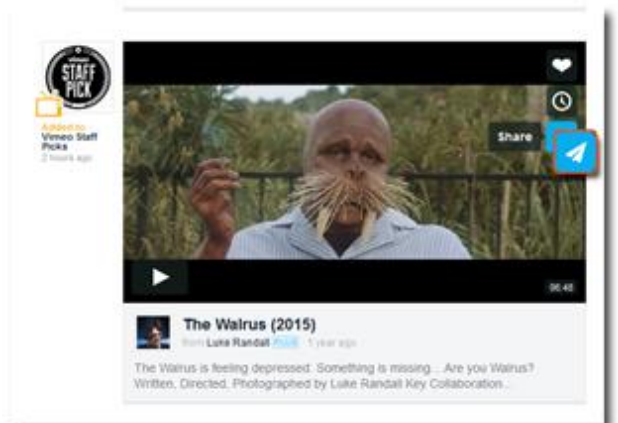 STAFF
PICK
Added to
Vimeo Staff
Picks
2 hours ago
Share
06:48
The Walrus (2015)
from Luke Randall PLUS 1 year ago
The Walrus is feeling depressed. Something is missing... Are you Walrus?
Written, Directed, Photographed by Luke Randall Key Collaboration...